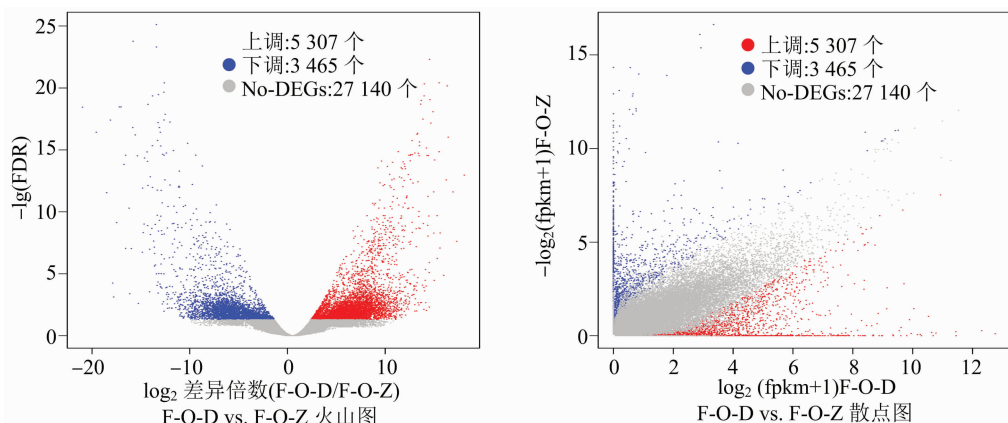 25
20
15
10
5
0
-lg(FDR)
上调:5 307 个
下调:3 465 个
No-DEGs:27 140 个
-20
-10
0
10
log₂ 差异倍数(F-O-D/F-O-Z)
F-O-D vs. F-O-Z 火山图
15
10
5
0
-log₂(fpkm+1)F-O-Z
上调:5 307 个
下调:3 465 个
No-DEGs:27 140 个
0
2
4
6
8
10
12
log₂ (fpkm+1)F-O-D
F-O-D vs. F-O-Z 散点图